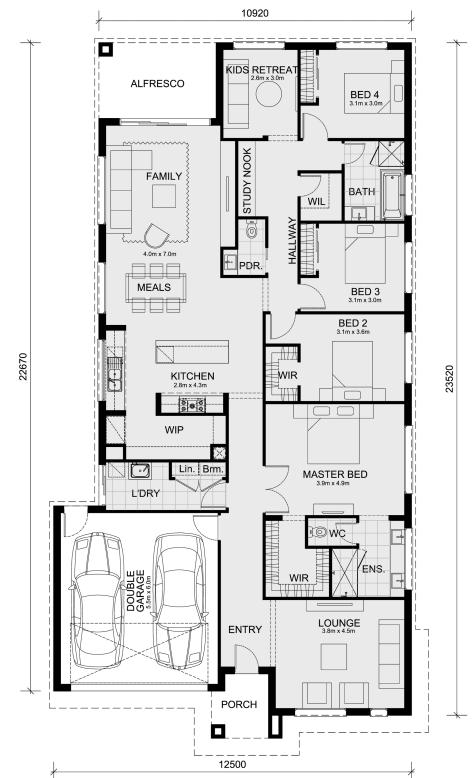 10920
KIDS RETREAT
2.6m x 3.0m
ALFRESCO
BED 4
3.1m x 3.0m
FAMILY
4.0m x 7.0m
STUDY NOOK
BATH
WIL
HALLWAY
PDR.
MEALS
BED 3
3.1m x 3.0m
BED 2
3.1m x 3.6m
22670
23520
KITCHEN
2.8m x 4.3m
WIR
WIP
Lin.
Brm.
L'DRY
MASTER BED
3.9m x 4.9m
WC
ENS.
WIR
DOUBLE
GARAGE
5.5m x 6.0m
ENTRY
LOUNGE
3.8m x 4.5m
PORCH
12500